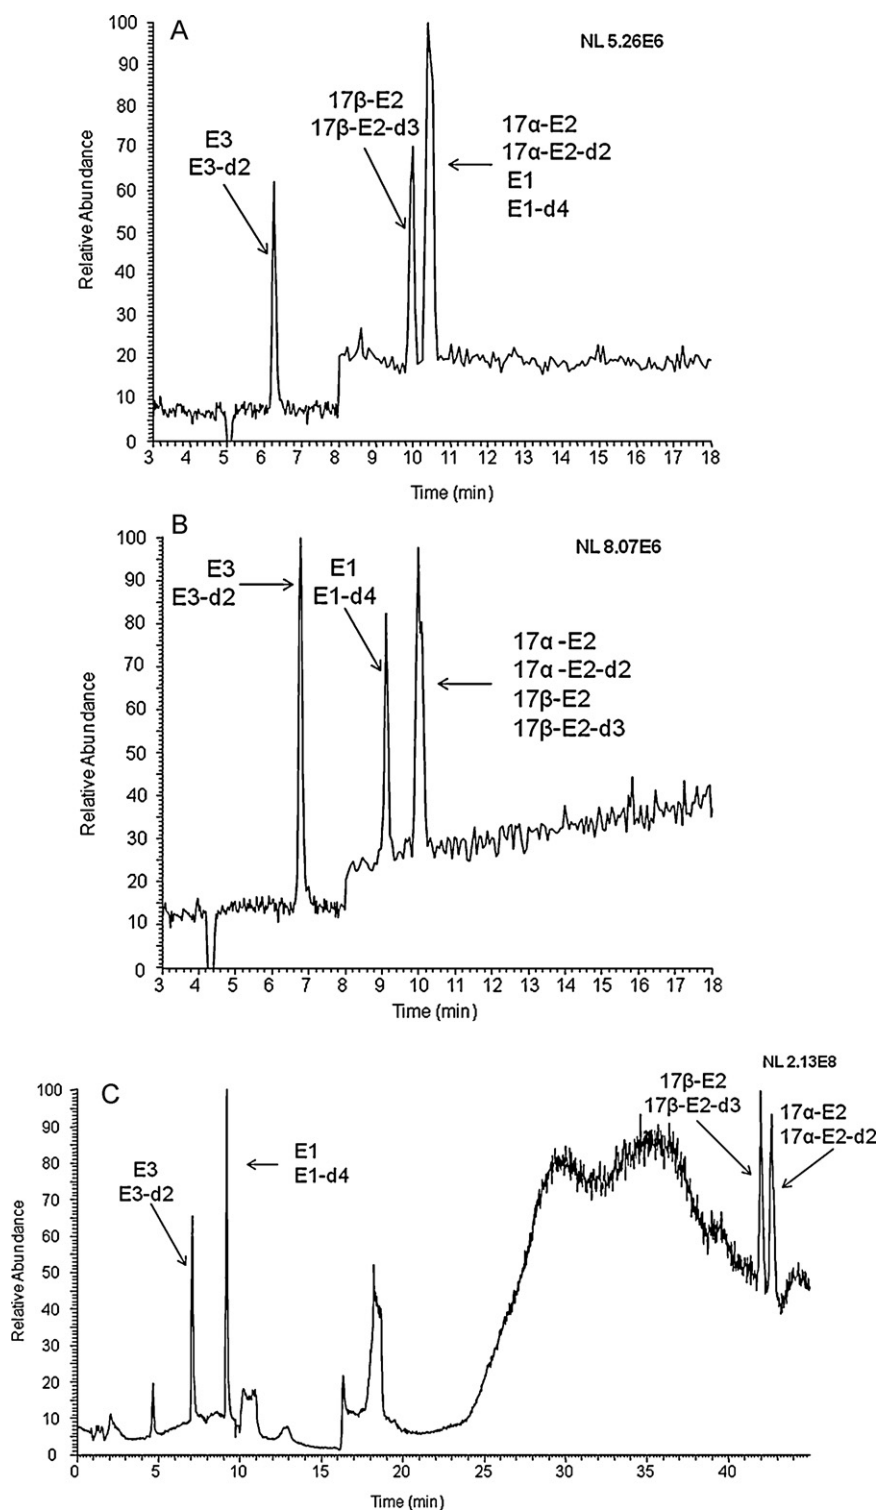 A
NL 5.26E6
100
90
80
70
60
50
40
30
20
10
0
Relative Abundance
E3
E3-d2
17β-E2
17β-E2-d3
17α-E2
17α-E2-d2
E1
E1-d4
3 4 5 6 7 8 9 10 11 12 13 14 15 16 17 18
Time (min)
B
NL 8.07E6
100
90
80
70
60
50
40
30
20
10
0
Relative Abundance
E3
E3-d2
E1
E1-d4
17α -E2
17α -E2-d2
17β-E2
17β-E2-d3
3 4 5 6 7 8 9 10 11 12 13 14 15 16 17 18
Time (min)
C
NL 2.13E8
100
90
80
70
60
50
40
30
20
10
0
Relative Abundance
E3
E3-d2
E1
E1-d4
17β-E2
17β-E2-d3
17α-E2
17α-E2-d2
0 5 10 15 20 25 30 35 40
Time (min)